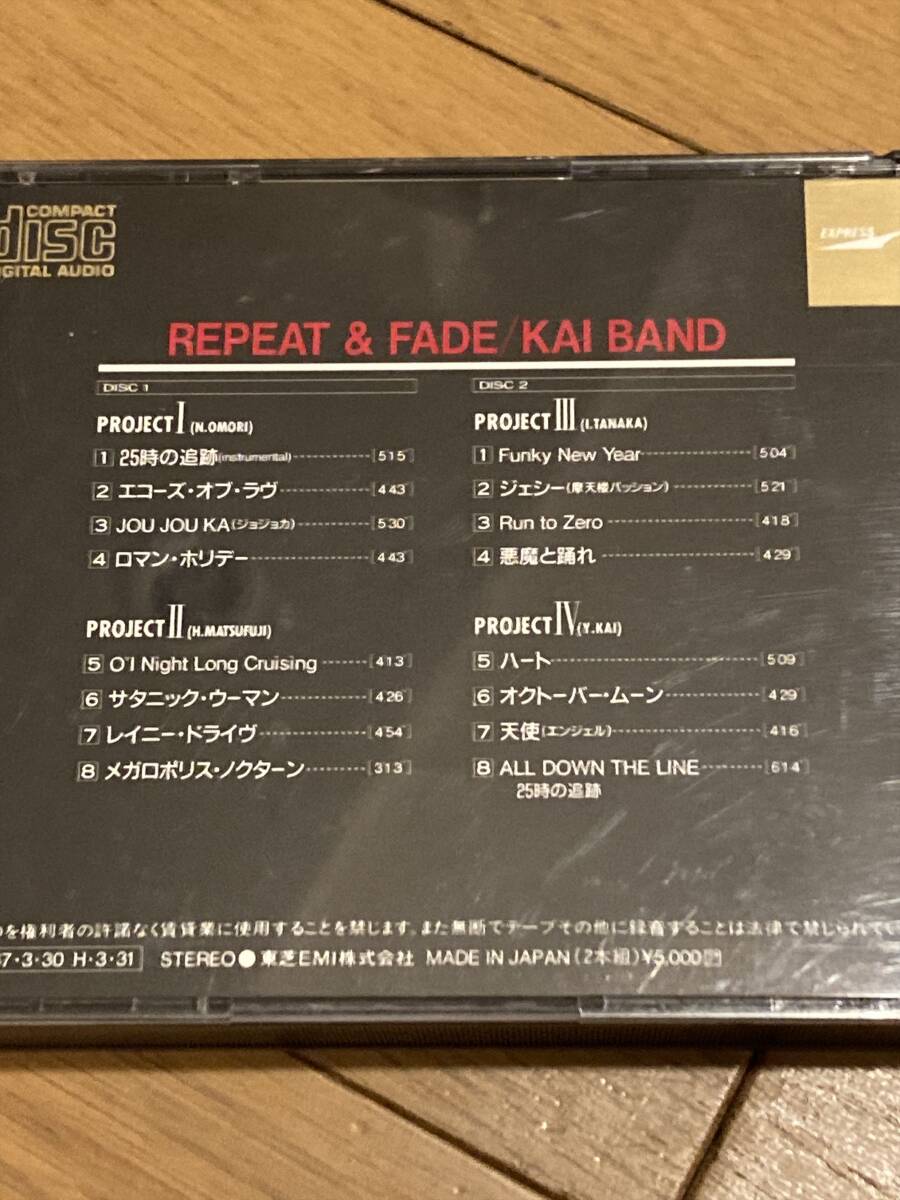 COMPACT
disc
DIGITAL AUDIO
EXPRESS
REPEAT & FADE/KAI BAND
DISC 1
PROJECT I (N.OMORI)
1 25時の追跡(instrumental) [5'15"]
2 エコーズ・オブ・ラヴ [4'43"]
3 JOU JOU KA(ジョジョカ) [5'30"]
4 ロマン・ホリデー [4'43"]
PROJECT II (H.MATSUFUJI)
5 O'l Night Long Cruising [4'13"]
6 サタニック・ウーマン [4'26"]
7 レイニー・ドライヴ [4'54"]
8 メガロポリス・ノクターン [3'13"]
DISC 2
PROJECT III (I.TANAKA)
1 Funky New Year [5'04"]
2 ジェシー(摩天楼パッション) [5'21"]
3 Run to Zero [4'18"]
4 悪魔と踊れ [4'29"]
PROJECT IV (Y.KAI)
5 ハート [5'09"]
6 オクトーバー・ムーン [4'29"]
7 天使(エンジェル) [4'16"]
8 ALL DOWN THE LINE [6'14"]
25時の追跡
を権利者の許諾なく賃貸業に使用することを禁じます。また無断でテープその他に録音することは法律で禁じられてい
87・3・30 H・3・31 STEREO●東芝EMI株式会社 MADE IN JAPAN(2本組)¥5,000